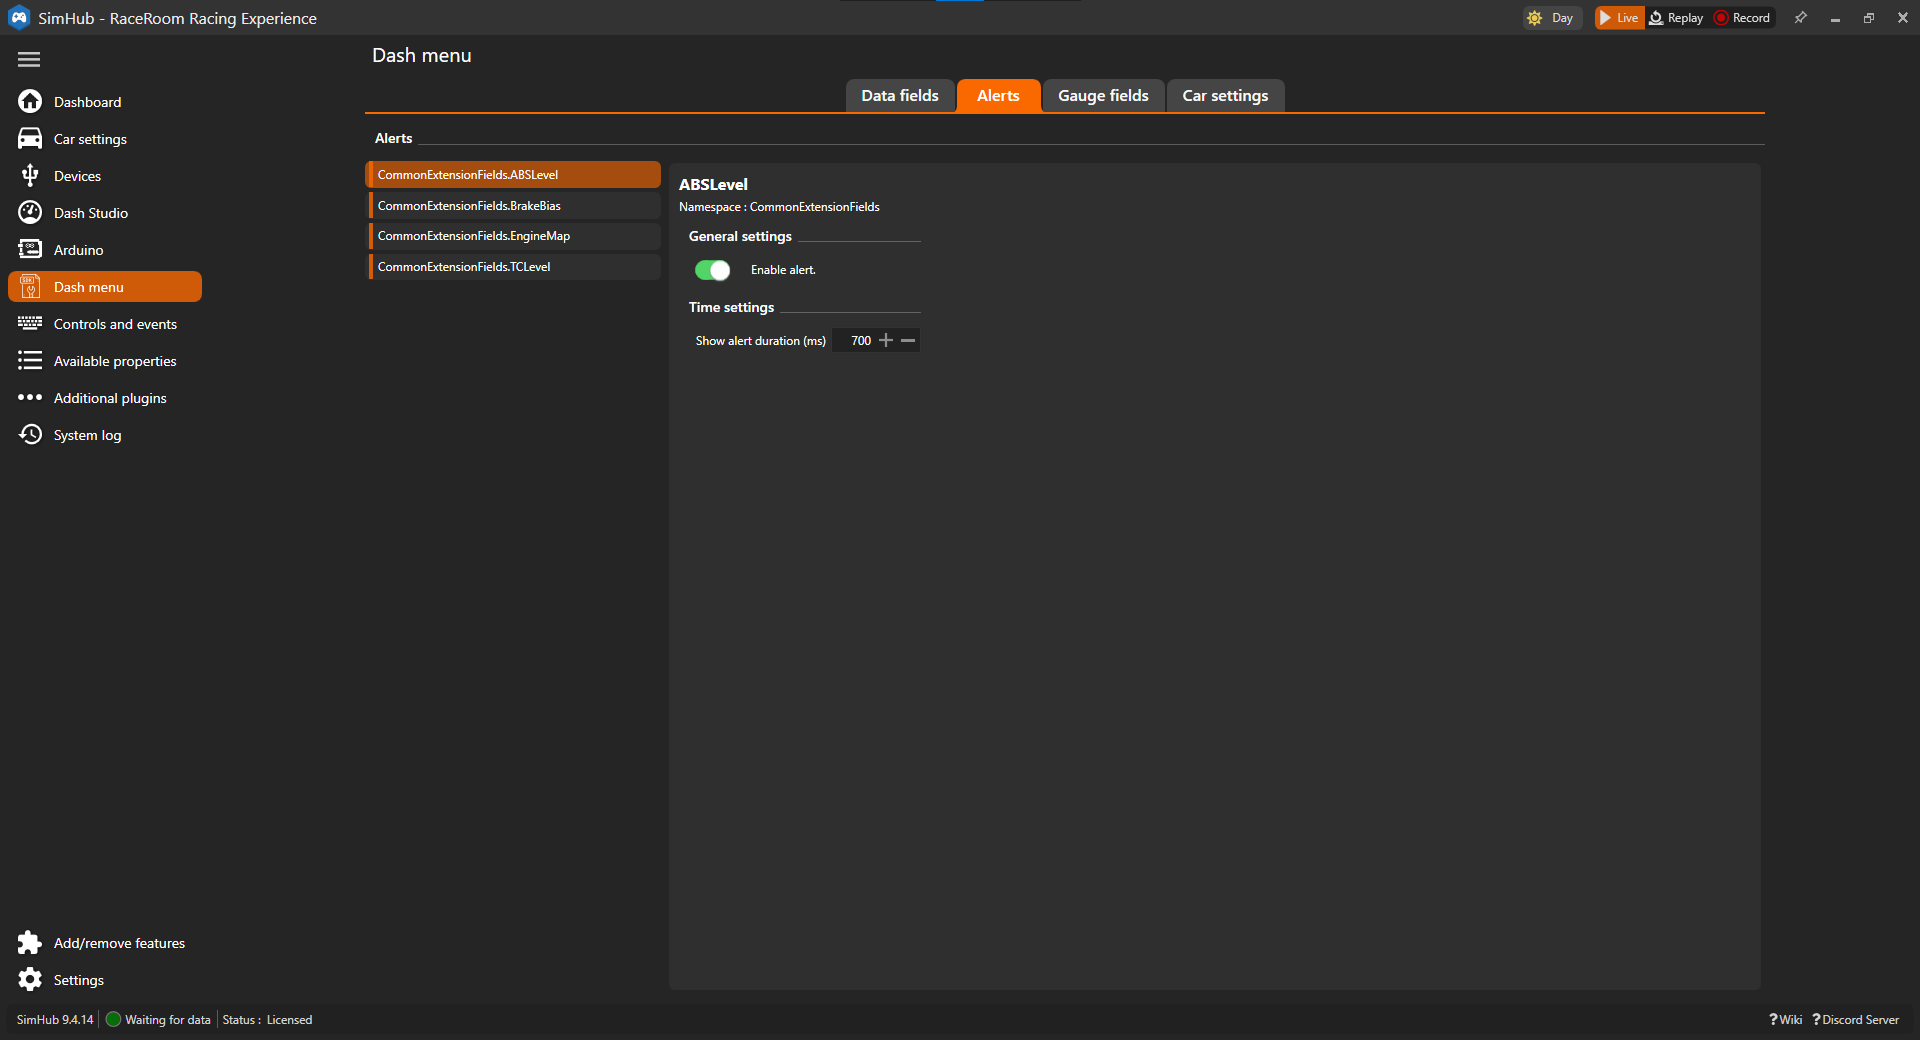 SimHub - RaceRoom Racing Experience
Day
Live
Replay
Record
Dash menu
Dashboard
Car settings
Devices
Dash Studio
Arduino
Dash menu
Controls and events
Available properties
Additional plugins
System log
Data fields
Alerts
Gauge fields
Car settings
Alerts
CommonExtensionFields.ABSLevel
CommonExtensionFields.BrakeBias
CommonExtensionFields.EngineMap
CommonExtensionFields.TCLevel
ABSLevel
Namespace : CommonExtensionFields
General settings
Enable alert.
Time settings
Show alert duration (ms) 700
Add/remove features
Settings
SimHub 9.4.14
Waiting for data
Status : Licensed
?Wiki
?Discord Server